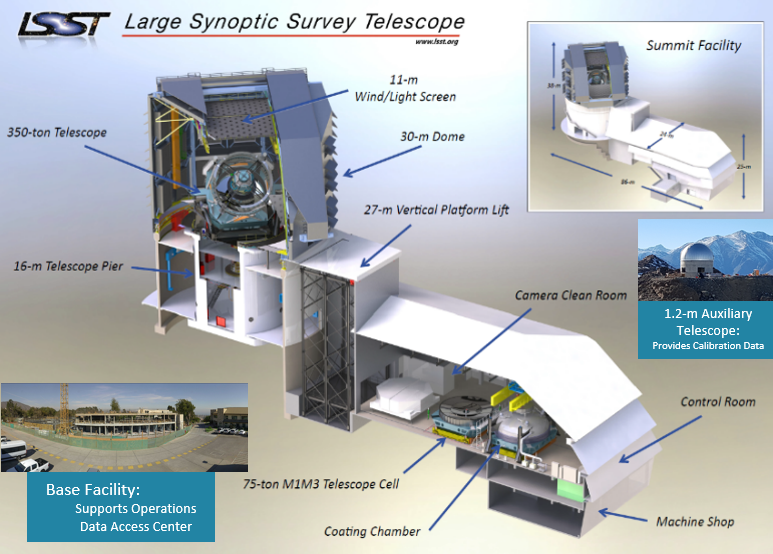 LSST Large Synoptic Survey Telescope
www.lsst.org
Summit Facility
11-m
Wind/Light Screen
350-ton Telescope
30-m Dome
27-m Vertical Platform Lift
16-m Telescope Pier
Camera Clean Room
1.2-m Auxiliary
Telescope:
Provides Calibration Data
Control Room
75-ton M1M3 Telescope Cell
Base Facility:
Supports Operations
Data Access Center
Coating Chamber
Machine Shop